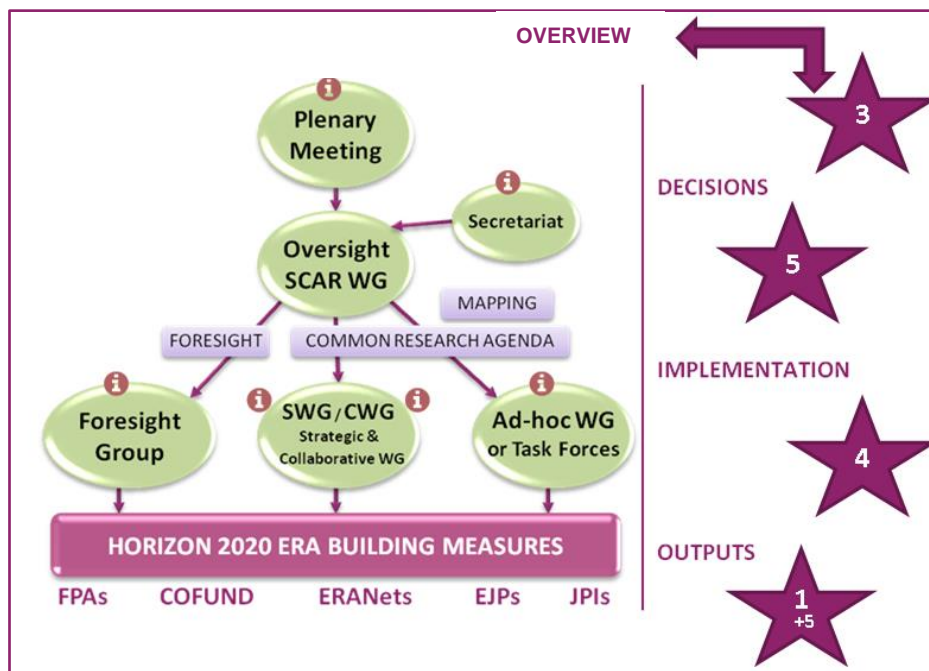 OVERVIEW
3
i
Plenary
Meeting
i
Secretariat
DECISIONS
Oversight
SCAR WG
5
MAPPING
FORESIGHT
COMMON RESEARCH AGENDA
IMPLEMENTATION
i
Foresight
Group
i
i
SWG / CWG
Strategic &
Collaborative WG
i
Ad-hoc WG
or Task Forces
4
HORIZON 2020 ERA BUILDING MEASURES
OUTPUTS
FPAs COFUND ERANets EJPs JPIs
1
+5